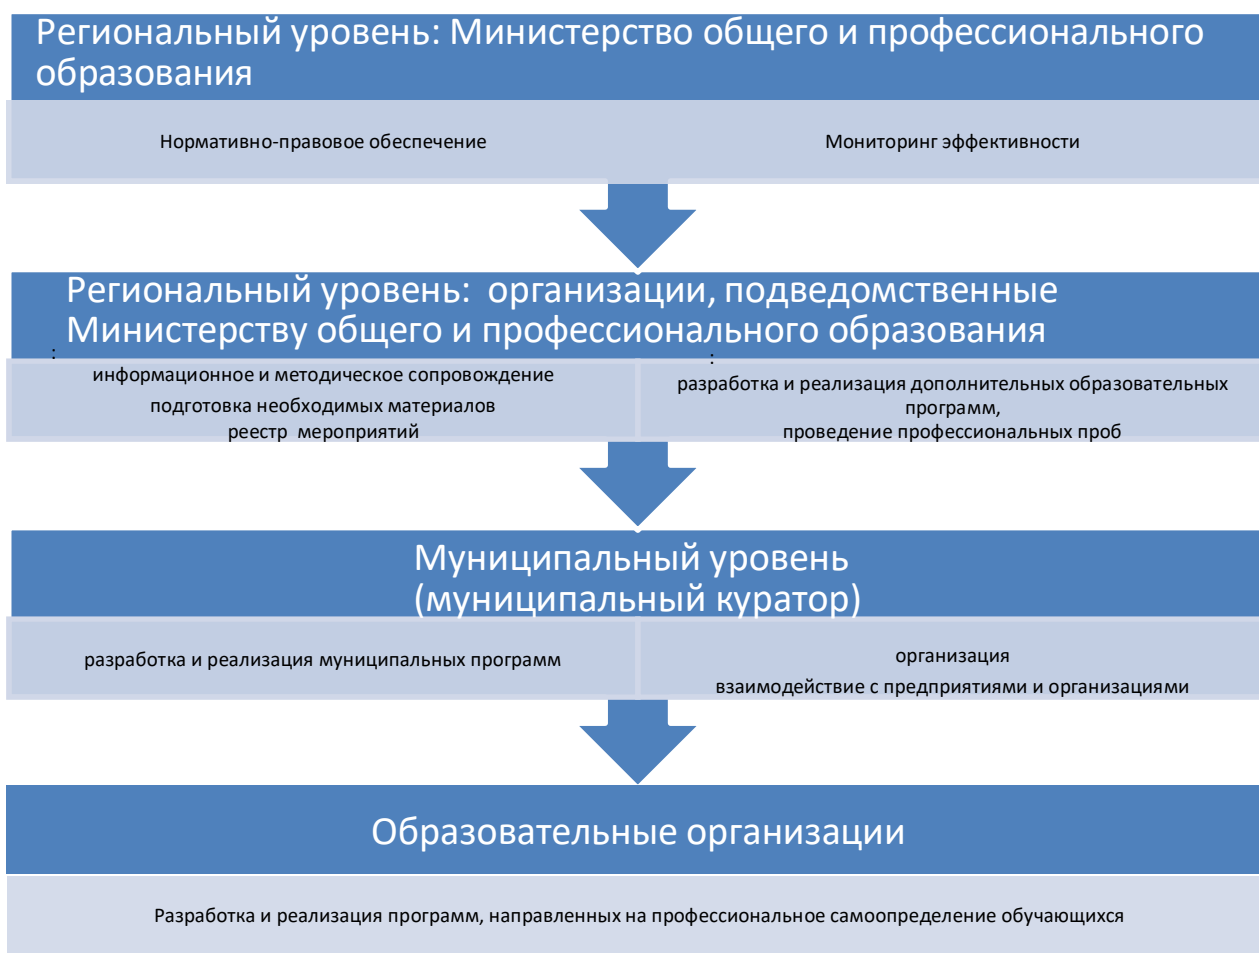 Региональный уровень: Министерство общего и профессионального
образования
Нормативно-правовое обеспечение
Мониторинг эффективности
Региональный уровень: организации, подведомственные
Министерству общего и профессионального образования
:
информационное и методическое сопровождение
подготовка необходимых материалов
реестр мероприятий
:
разработка и реализация дополнительных образовательных
программ,
проведение профессиональных проб
Муниципальный уровень
(муниципальный куратор)
разработка и реализация муниципальных программ
организация
взаимодействие с предприятиями и организациями
Образовательные организации
Разработка и реализация программ, направленных на профессиональное самоопределение обучающихся